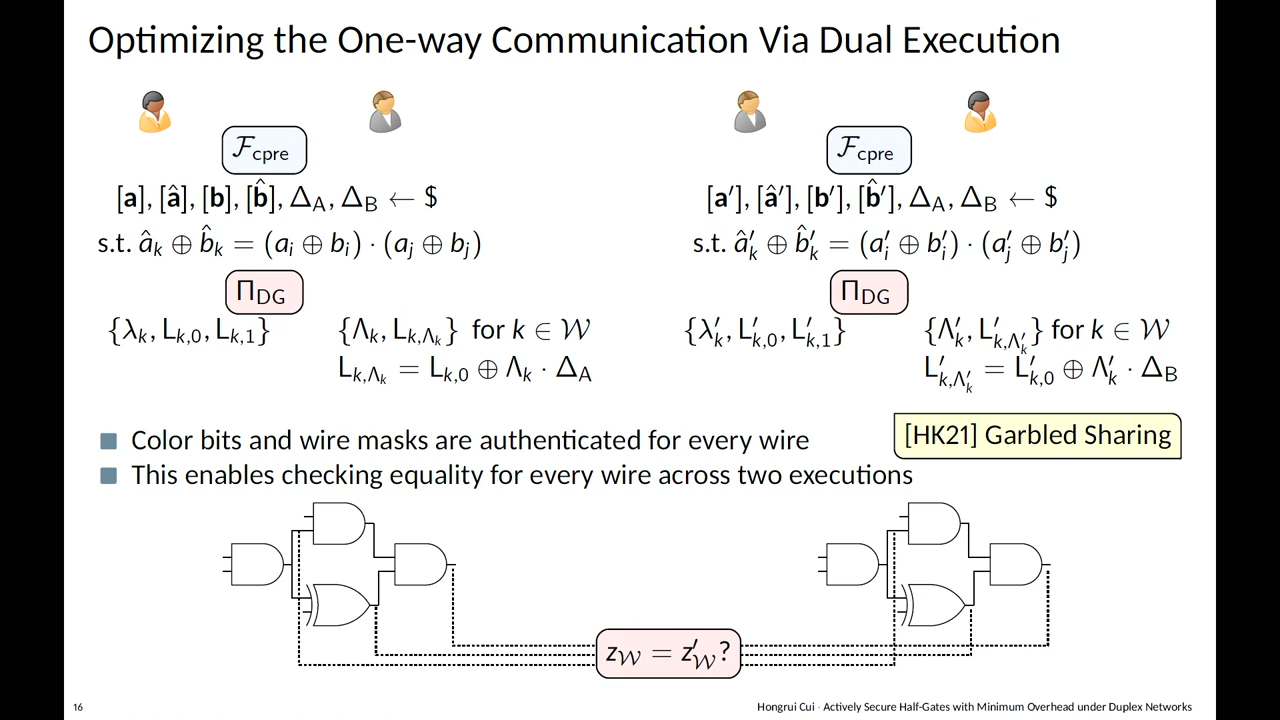 Optimizing the One-way Communication Via Dual Execution
𝓕cpre
[a], [â], [b], [b̂], Δ_A, Δ_B ← $
s.t. â_k ⊕ b̂_k = (a_i ⊕ b_i) · (a_j ⊕ b_j)
Π_DG
{λ_k, L_{k,0}, L_{k,1}} {Λ_k, L_{k,Λ_k}} for k ∈ 𝒲
L_{k,Λ_k} = L_{k,0} ⊕ Λ_k · Δ_A
𝓕cpre
[a′], [â′], [b′], [b̂′], Δ_A, Δ_B ← $
s.t. â′_k ⊕ b̂′_k = (a′_i ⊕ b′_i) · (a′_j ⊕ b′_j)
Π_DG
{λ′_k, L′_{k,0}, L′_{k,1}} {Λ′_k, L′_{k,Λ′_k}} for k ∈ 𝒲
L′_{k,Λ′_k} = L′_{k,0} ⊕ Λ′_k · Δ_B
Color bits and wire masks are authenticated for every wire
[HK21] Garbled Sharing
This enables checking equality for every wire across two executions
z_𝒲 = z′_𝒲?
16
Hongrui Cui · Actively Secure Half-Gates with Minimum Overhead under Duplex Networks